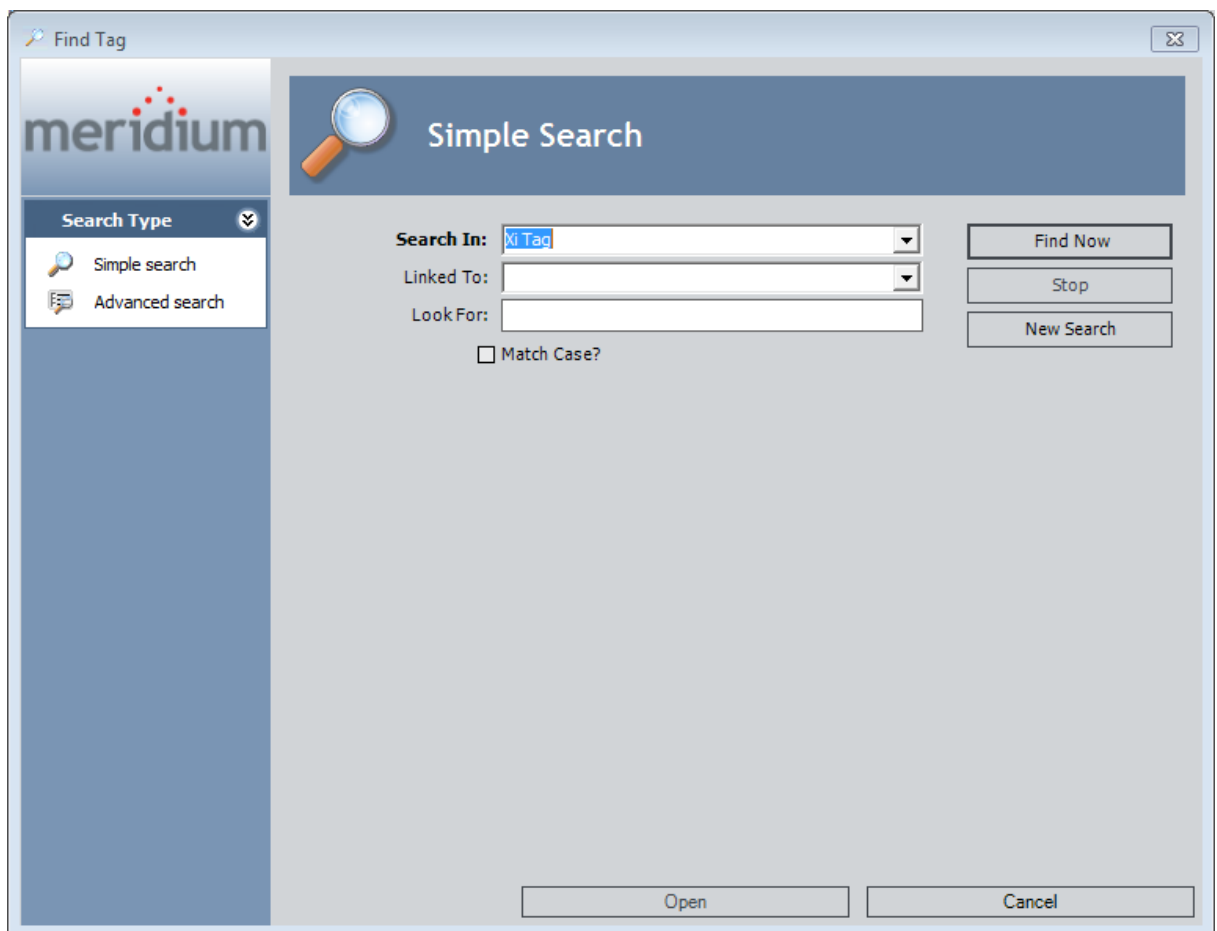 Find Tag
meridium
Simple Search
Search Type
Simple search
Advanced search
Search In: Xi Tag
Linked To:
Look For:
Match Case?
Find Now
Stop
New Search
Open
Cancel